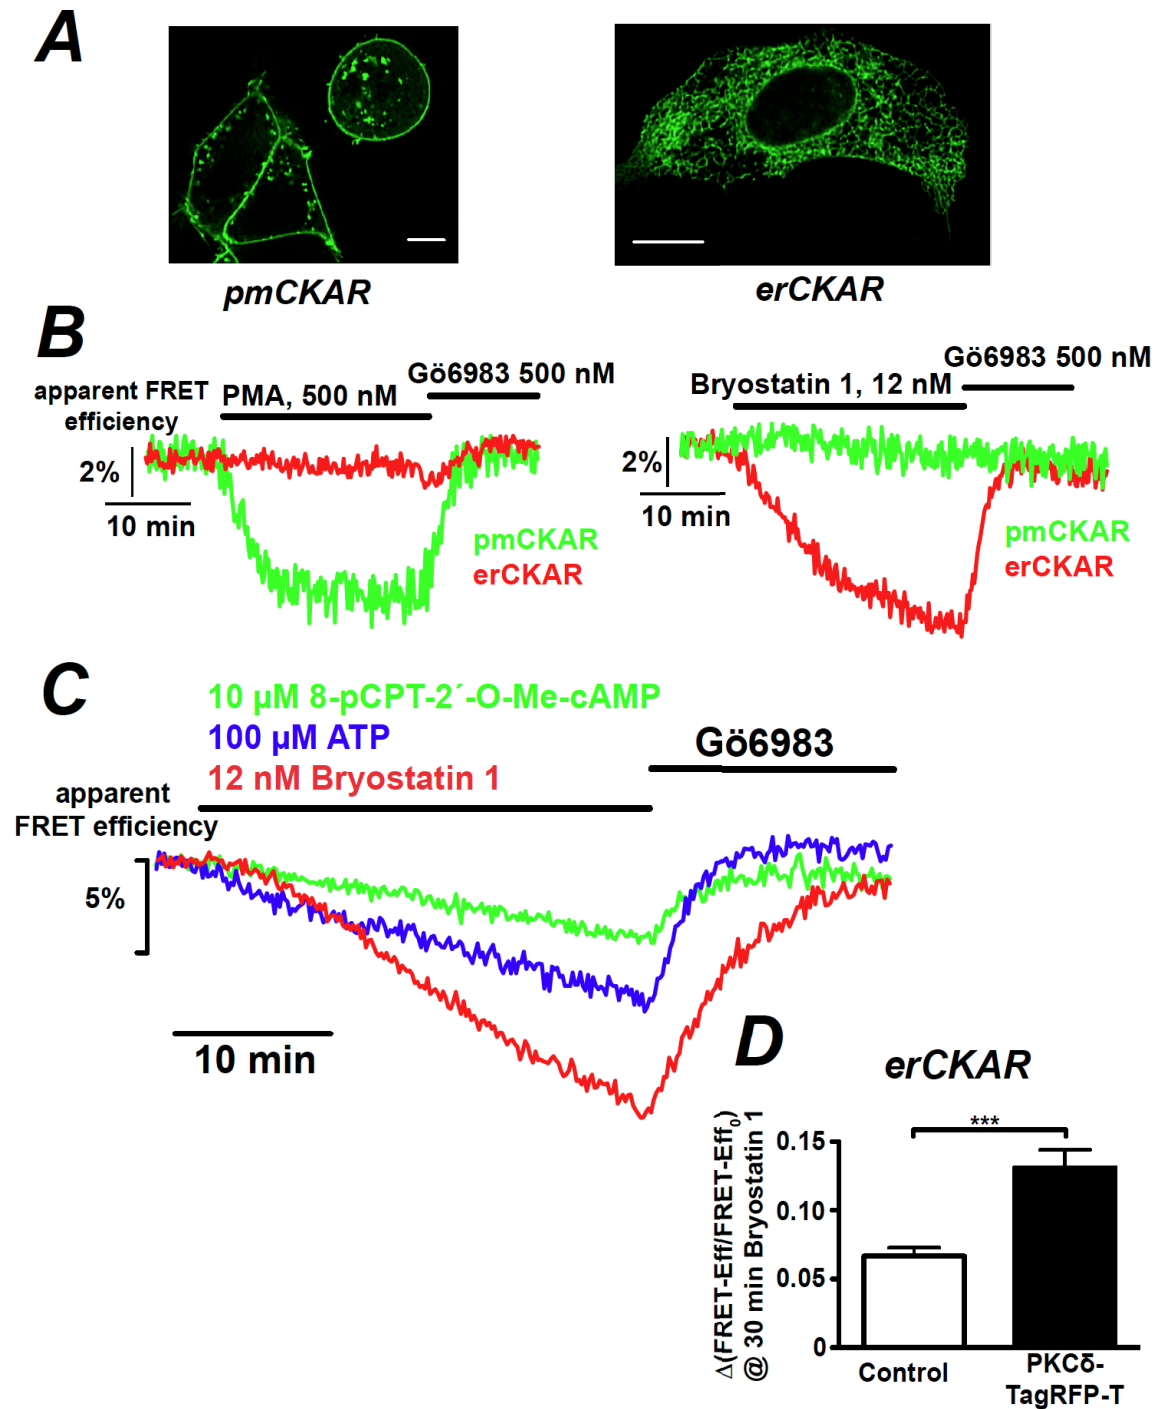 A
pmCKAR
erCKAR
B
apparent FRET
efficiency
PMA, 500 nM
Gö6983 500 nM
2%
10 min
pmCKAR
erCKAR
Bryostatin 1, 12 nM
Gö6983 500 nM
2%
10 min
pmCKAR
erCKAR
C
10 µM 8-pCPT-2´-O-Me-cAMP
100 µM ATP
12 nM Bryostatin 1
Gö6983
apparent
FRET efficiency
5%
10 min
D
erCKAR
Δ(FRET-Eff/FRET-Eff₀)
@ 30 min Bryostatin 1
***
0.15
0.10
0.05
0
Control
PKCδ-
TagRFP-T